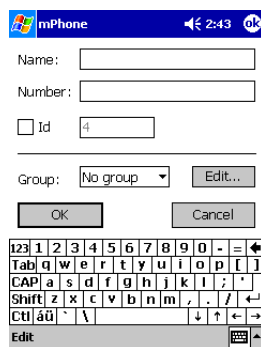 mPhone 2:43 ok
Name:
Number:
Id 4
Group: No group Edit...
OK Cancel
123 1 2 3 4 5 6 7 8 9 0 - =
Tab q w e r t y u i o p [ ]
CAP a s d f g h j k l ; '
Shift z x c v b n m , . /
Ctl áü ` \
Edit